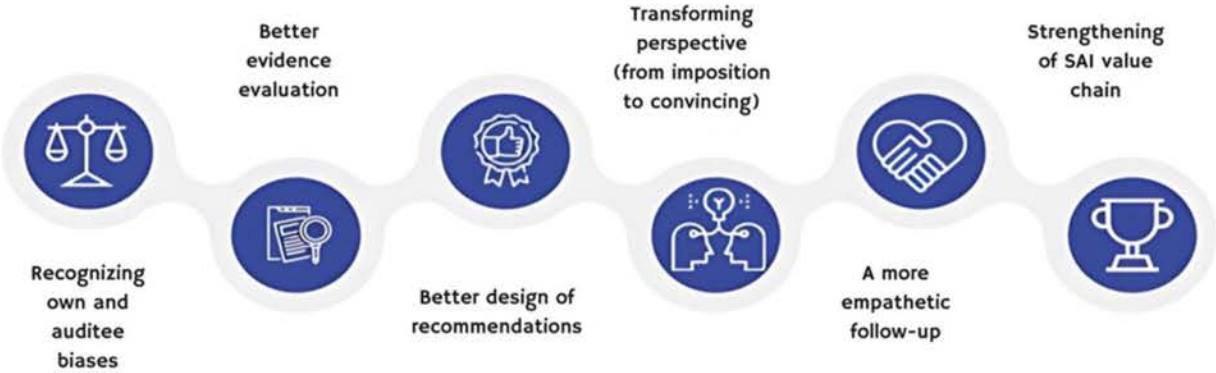 Recognizing
own and
auditee
biases
Better
evidence
evaluation
Better design of
recommendations
Transforming
perspective
(from imposition
to convincing)
A more
empathetic
follow-up
Strengthening
of SAI value
chain